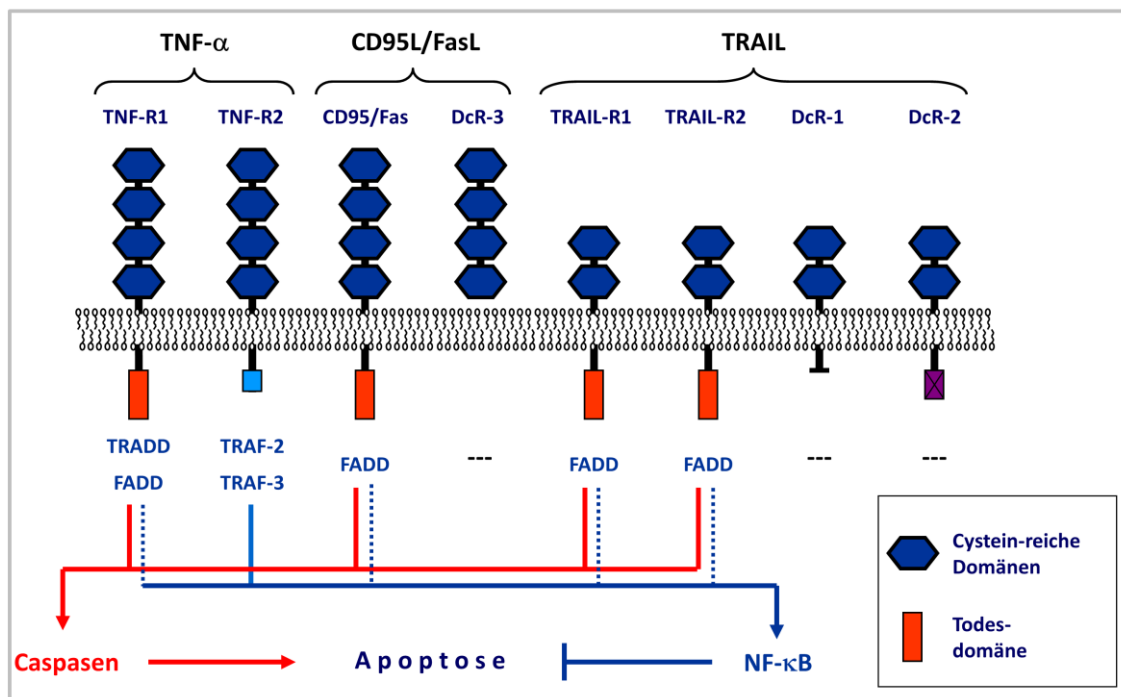 TNF-α CD95L/FasL TRAIL
TNF-R1 TNF-R2 CD95/Fas DcR-3 TRAIL-R1 TRAIL-R2 DcR-1 DcR-2
TRADD TRAF-2
FADD --- FADD FADD --- ---
FADD TRAF-3
Cystein-reiche
Domänen
Todes-
domäne
Caspasen Apoptose NF-κB